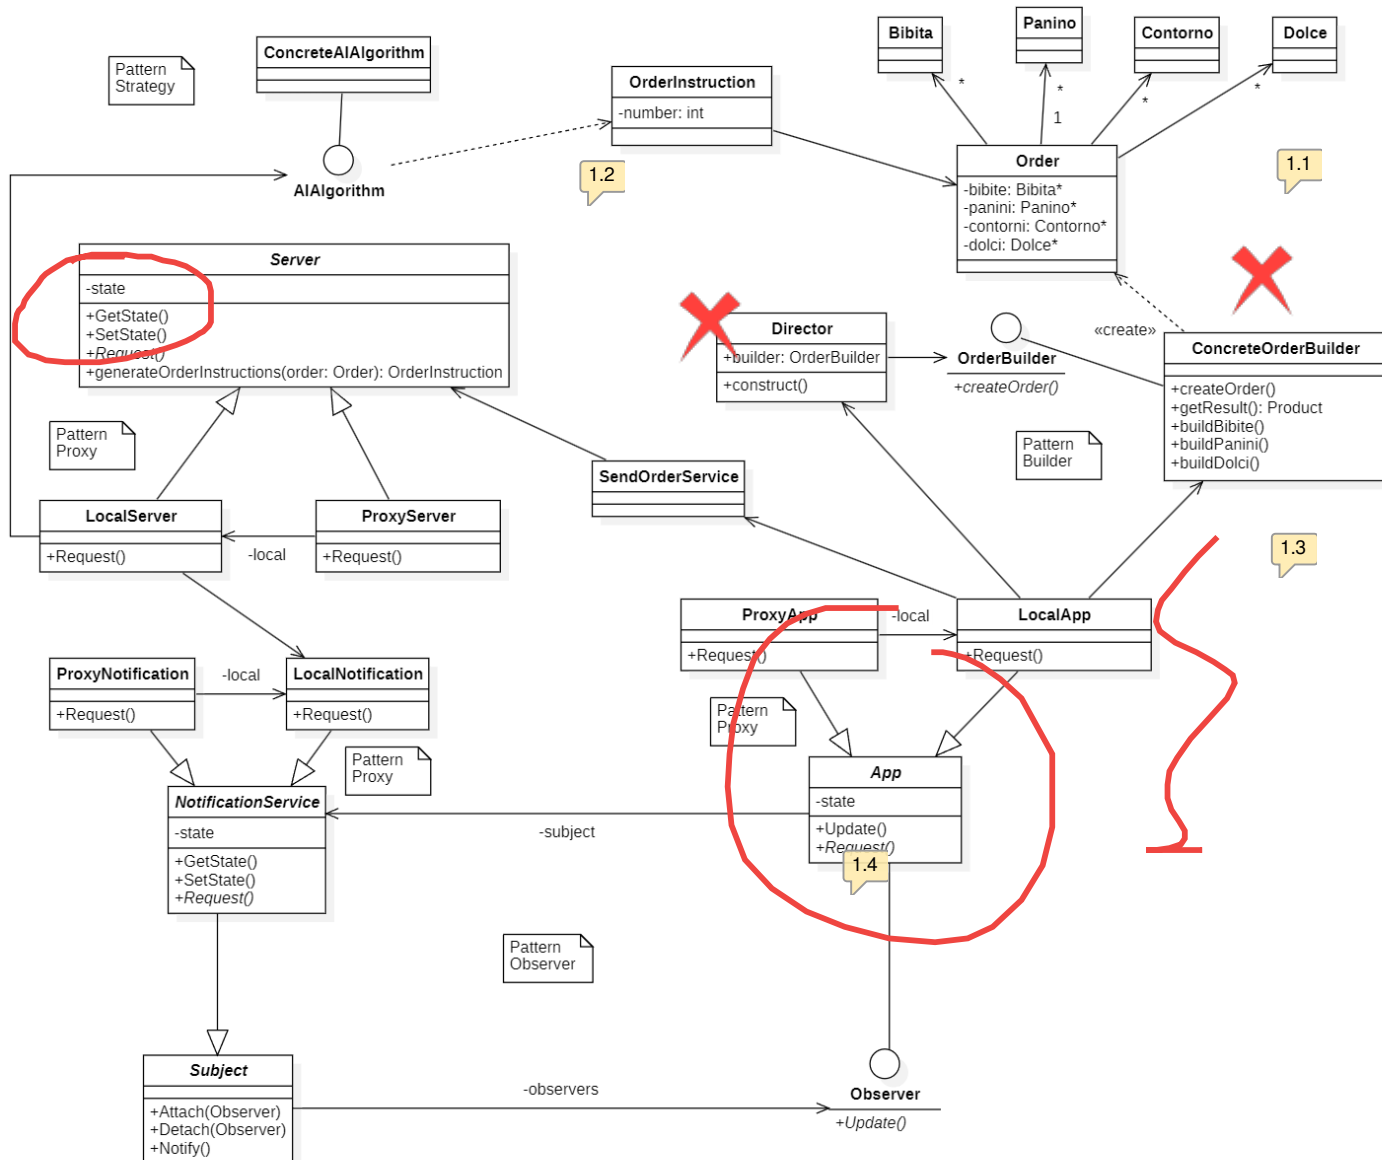 Pattern
Strategy
ConcreteAIAlgorithm
AIAlgorithm
OrderInstruction
-number: int
1.2
Bibita
Panino
Contorno
Dolce
*
*
*
*
1
Order
-bibite: Bibita*
-panini: Panino*
-contorni: Contorno*
-dolci: Dolce*
1.1
Server
-state
+GetState()
+SetState()
+Request()
+generateOrderInstructions(order: Order): OrderInstruction
Director
+builder: OrderBuilder
+construct()
OrderBuilder
+createOrder()
«create»
ConcreteOrderBuilder
+createOrder()
+getResult(): Product
+buildBibite()
+buildPanini()
+buildDolci()
Pattern
Proxy
Pattern
Builder
SendOrderService
LocalServer
+Request()
-local
ProxyServer
+Request()
1.3
ProxyApp
+Request()
-local
LocalApp
+Request()
ProxyNotification
+Request()
-local
LocalNotification
+Request()
Pattern
Proxy
Pattern
Proxy
App
-state
+Update()
+Request()
1.4
NotificationService
-state
+GetState()
+SetState()
+Request()
-subject
Pattern
Observer
Subject
+Attach(Observer)
+Detach(Observer)
+Notify()
-observers
Observer
+Update()